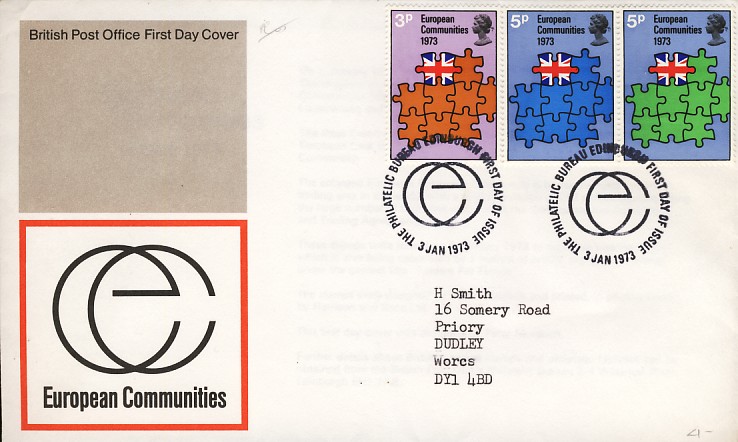 British Post Office First Day Cover
3P
European
Communities
1973
5P
European
Communities
1973
5P
European
Communities
1973
THE PHILATELIC BUREAU EDINBURGH FIRST DAY OF ISSUE
3 JAN 1973
THE PHILATELIC BUREAU EDINBURGH FIRST DAY OF ISSUE
3 JAN 1973
H Smith
16 Somery Road
Priory
DUDLEY
Worcs
DY1 4BD
European Communities
£1-